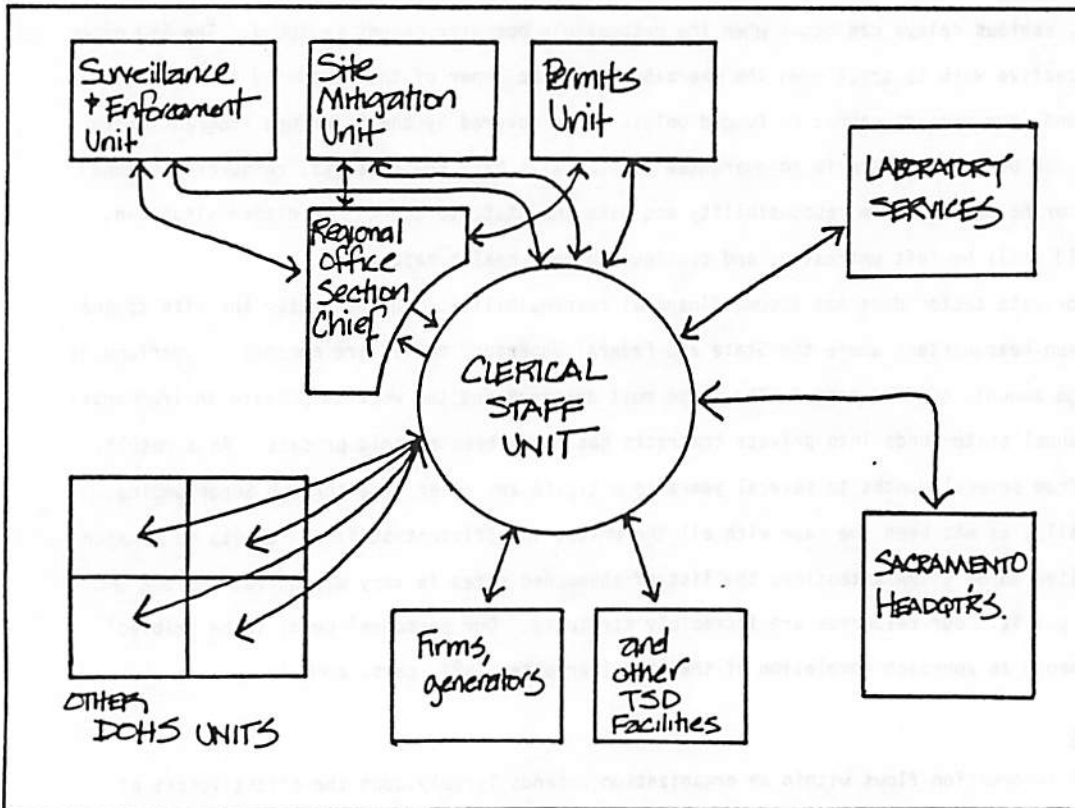 Surveillance
& Enforcement
Unit
Site
Mitigation
Unit
Permits
Unit
LABORATORY
SERVICES
Regional
Office
Section
Chief
CLERICAL
STAFF
UNIT
SACRAMENTO
HEADQTRS.
Firms,
generators
and
other
TSD
Facilities
OTHER
DOHS UNITS